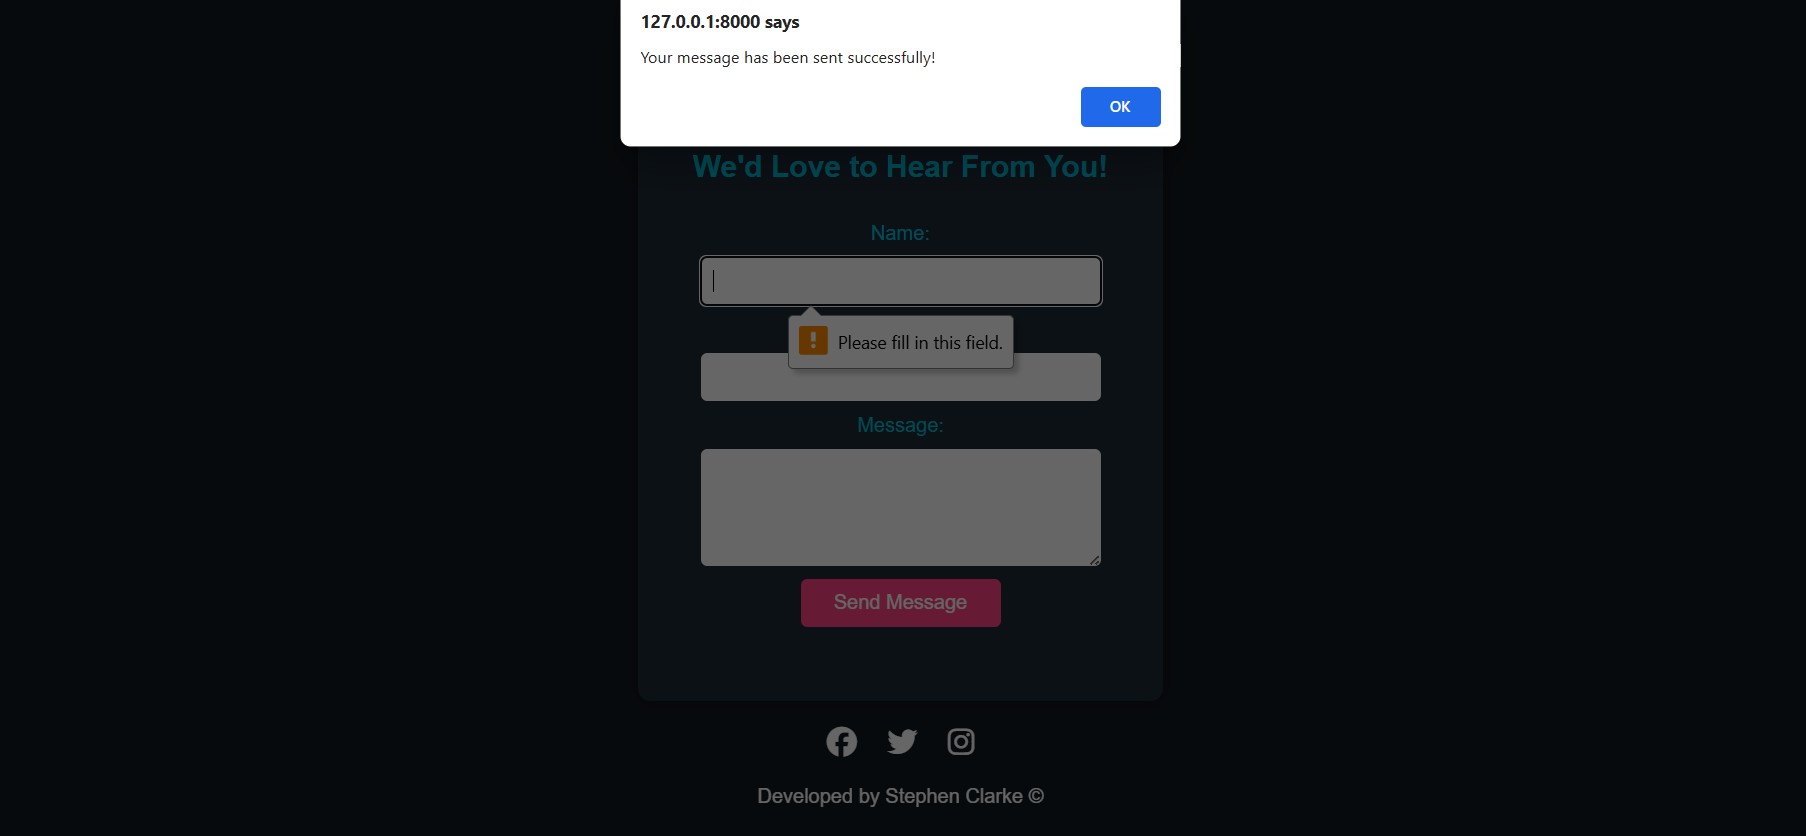 127.0.0.1:8000 says
Your message has been sent successfully!
OK
We'd Love to Hear From You!
Name:
Please fill in this field.
Message:
Send Message
Developed by Stephen Clarke ©